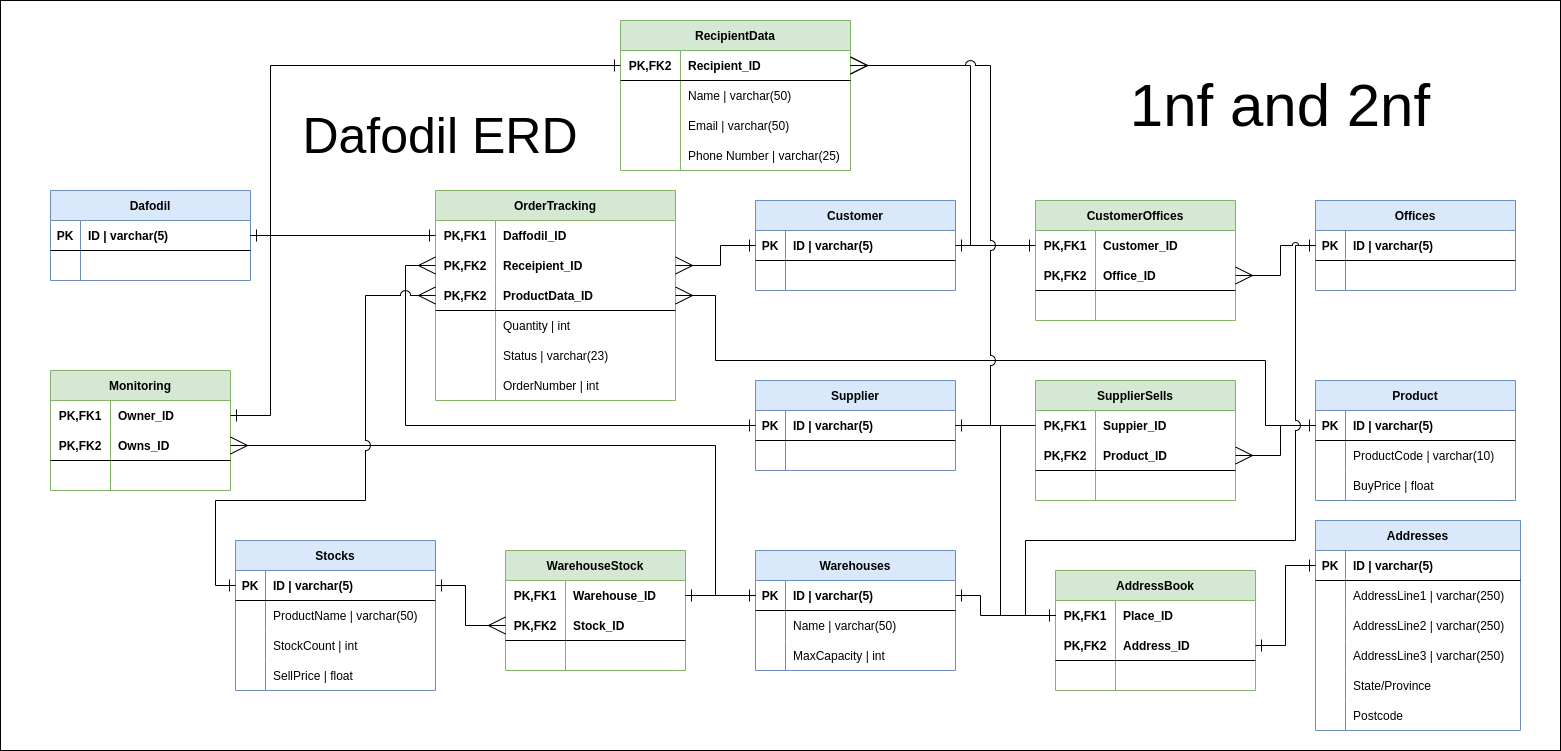 RecipientData
PK,FK2 Recipient_ID
Name | varchar(50)
Email | varchar(50)
Phone Number | varchar(25)
Dafodil ERD
1nf and 2nf
Dafodil
PK ID | varchar(5)
OrderTracking
PK,FK1 Dafodil_ID
PK,FK2 Receipient_ID
PK,FK2 ProductData_ID
Quantity | int
Status | varchar(23)
OrderNumber | int
Customer
PK ID | varchar(5)
CustomerOffices
PK,FK1 Customer_ID
PK,FK2 Office_ID
Offices
PK ID | varchar(5)
Monitoring
PK,FK1 Owner_ID
PK,FK2 Owns_ID
Supplier
PK ID | varchar(5)
SupplierSells
PK,FK1 Suppier_ID
PK,FK2 Product_ID
Product
PK ID | varchar(5)
ProductCode | varchar(10)
BuyPrice | float
Stocks
PK ID | varchar(5)
ProductName | varchar(50)
StockCount | int
SellPrice | float
WarehouseStock
PK,FK1 Warehouse_ID
PK,FK2 Stock_ID
Warehouses
PK ID | varchar(5)
Name | varchar(50)
MaxCapacity | int
AddressBook
PK,FK1 Place_ID
PK,FK2 Address_ID
Addresses
PK ID | varchar(5)
AddressLine1 | varchar(250)
AddressLine2 | varchar(250)
AddressLine3 | varchar(250)
State/Province
Postcode